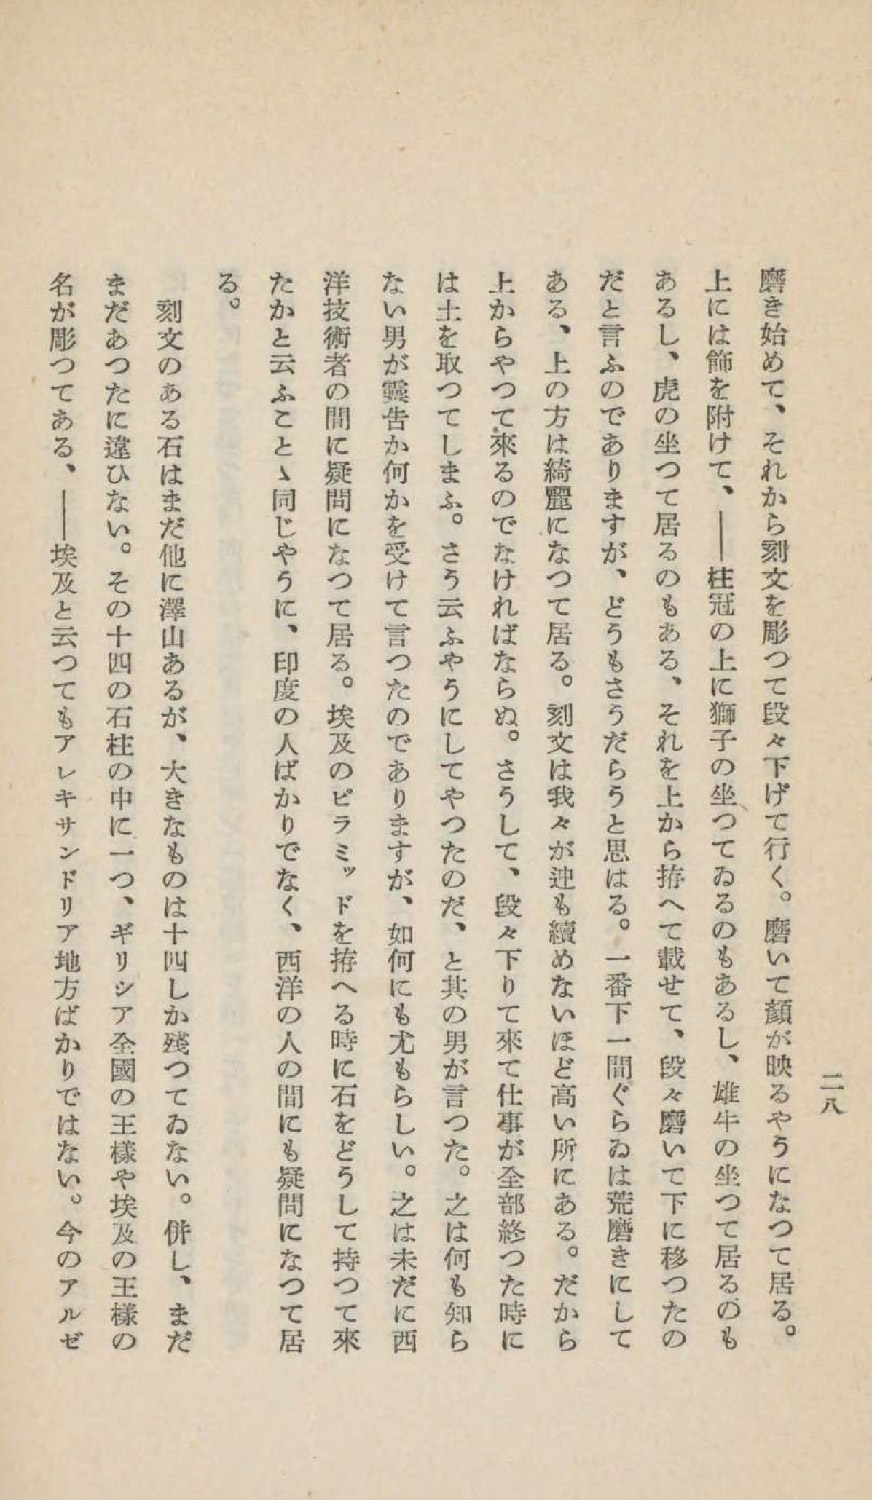 二八
磨き始めて、それから刻文を彫つて段々下げて行く。磨いて顏が映るやうになつて居る。
上には飾を附けて、――柱冠の上に獅子の坐つてゐるのもあるし、雄牛の坐つて居るのも
あるし、虎の坐つて居るのもある、それを上から拵へて載せて、段々磨いて下に移つたの
だと言ふのでありますが、どうもさうだらうと思はる。一番下一間ぐらゐは荒磨きにして
ある、上の方は綺麗になつて居る。刻文は我々が迚も續めないほど高い所にある。だから
上からやつて來るのでなければならぬ。さうして、段々下りて來て仕事が全部終つた時に
は土を取つてしまふ。さう云ふやうにしてやつたのだ、と其の男が言つた。之は何も知ら
ない男が靈告か何かを受けて言つたのでありますが、如何にも尤もらしい。之は未だに西
洋技術者の間に疑問になつて居る。埃及のピラミッドを拵へる時に石をどうして持つて來
たかと云ふことゝ同じやうに、印度の人ばかりでなく、西洋の人の間にも疑問になつて居
る。
刻文のある石はまだ他に澤山あるが、大きなものは十四しか殘つてゐない。併し、まだ
まだあつたに違ひない。その十四の石柱の中に一つ、ギリシア全國の王樣や埃及の王樣の
名が彫つてある、――埃及と云つてもアレキサンドリア地方ばかりではない。今のアルゼ